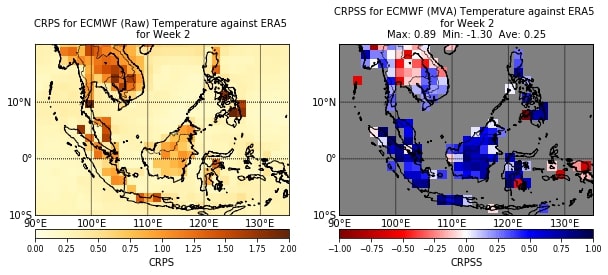 CRPS for ECMWF (Raw) Temperature against ERA5
for Week 2
CRPSS for ECMWF (MVA) Temperature against ERA5
for Week 2
Max: 0.89 Min: -1.30 Ave: 0.25
10°N
0°
10°S
90°E 100°E 110°E 120°E 130°E
0.00 0.25 0.50 0.75 1.00 1.25 1.50 1.75 2.00
CRPS
10°N
0°
10°S
90°E 100°E 110°E 120°E 130°E
−1.00 −0.75 −0.50 −0.25 0.00 0.25 0.50 0.75 1.00
CRPSS